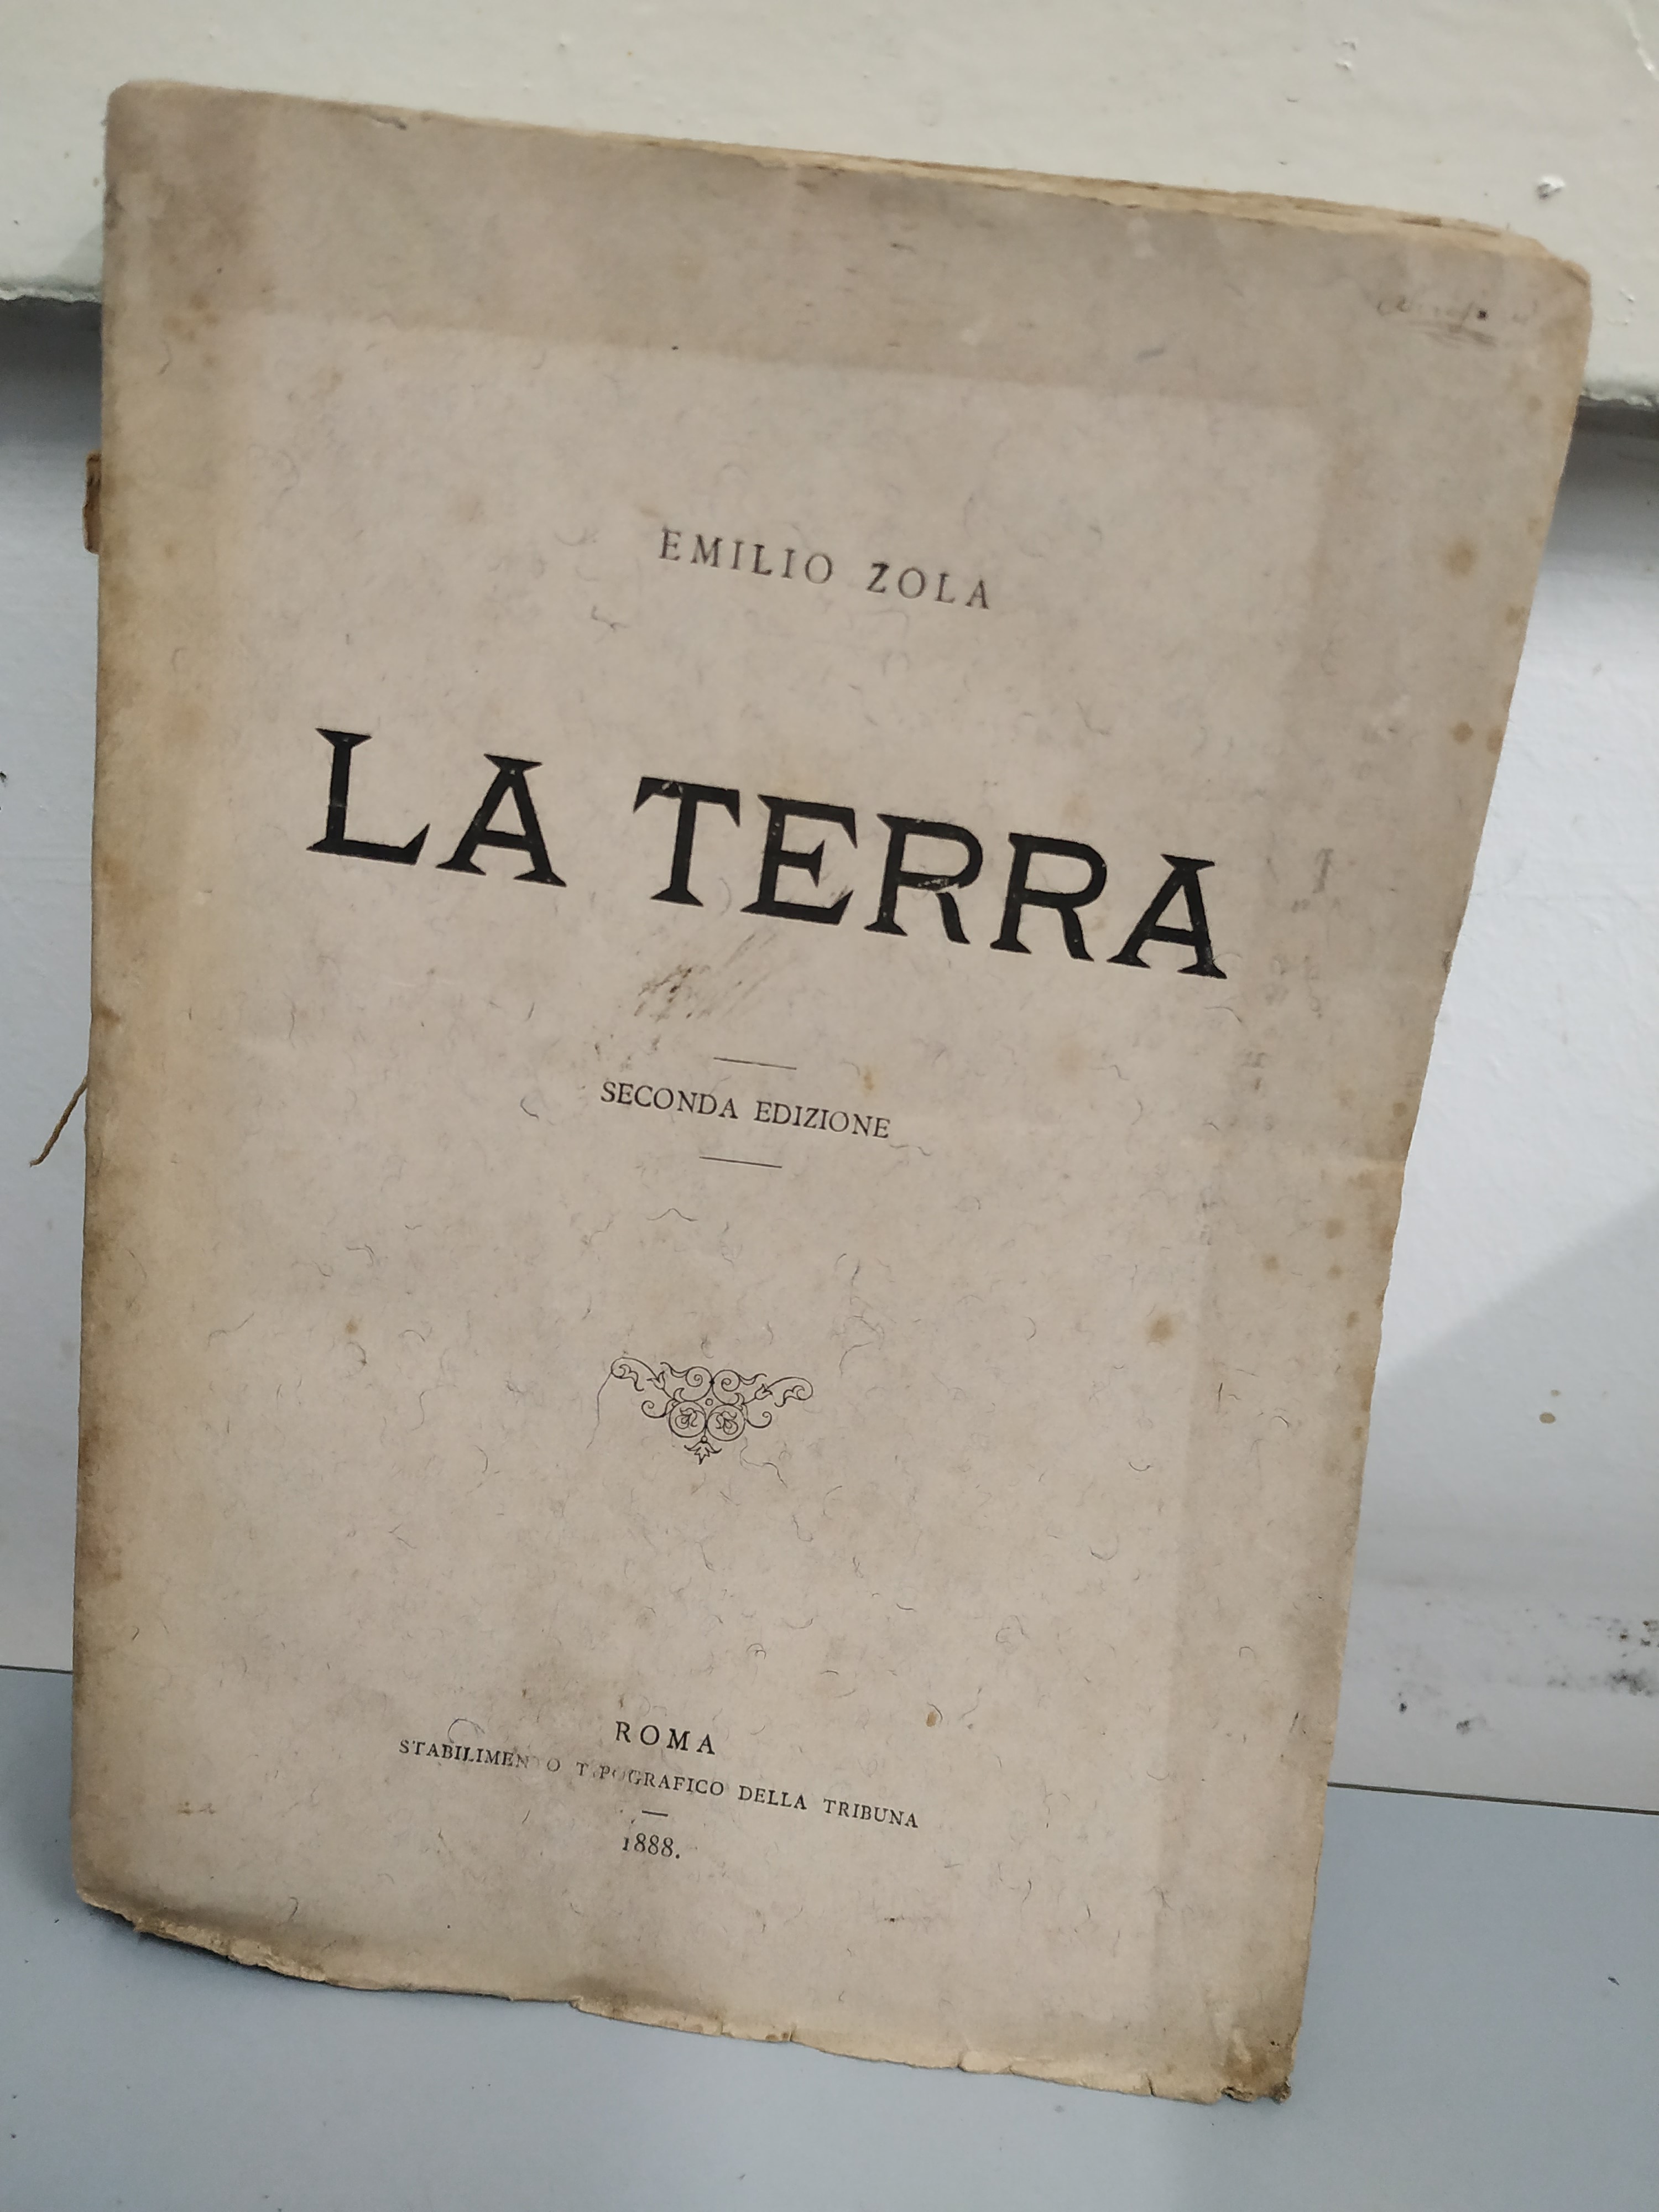 EMILIO ZOLA
LA TERRA
SECONDA EDIZIONE
ROMA
STABILIMENTO TIPOGRAFICO DELLA TRIBUNA
1888.